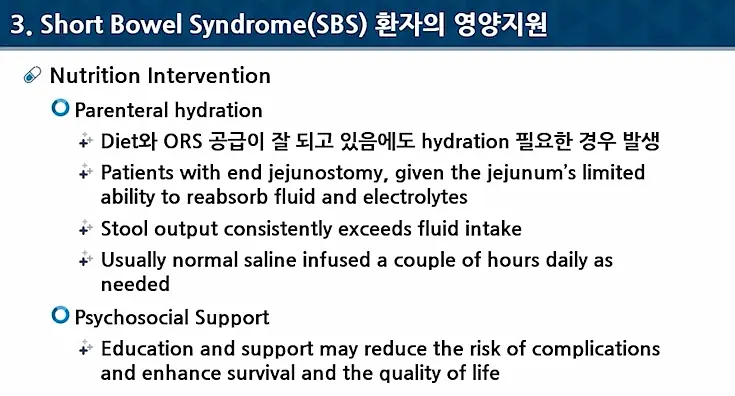 3. Short Bowel Syndrome(SBS) 환자의 영양지원
Nutrition Intervention
Parenteral hydration
Diet와 ORS 공급이 잘 되고 있음에도 hydration 필요한 경우 발생
Patients with end jejunostomy, given the jejunum's limited
ability to reabsorb fluid and electrolytes
Stool output consistently exceeds fluid intake
Usually normal saline infused a couple of hours daily as
needed
Psychosocial Support
Education and support may reduce the risk of complications
and enhance survival and the quality of life